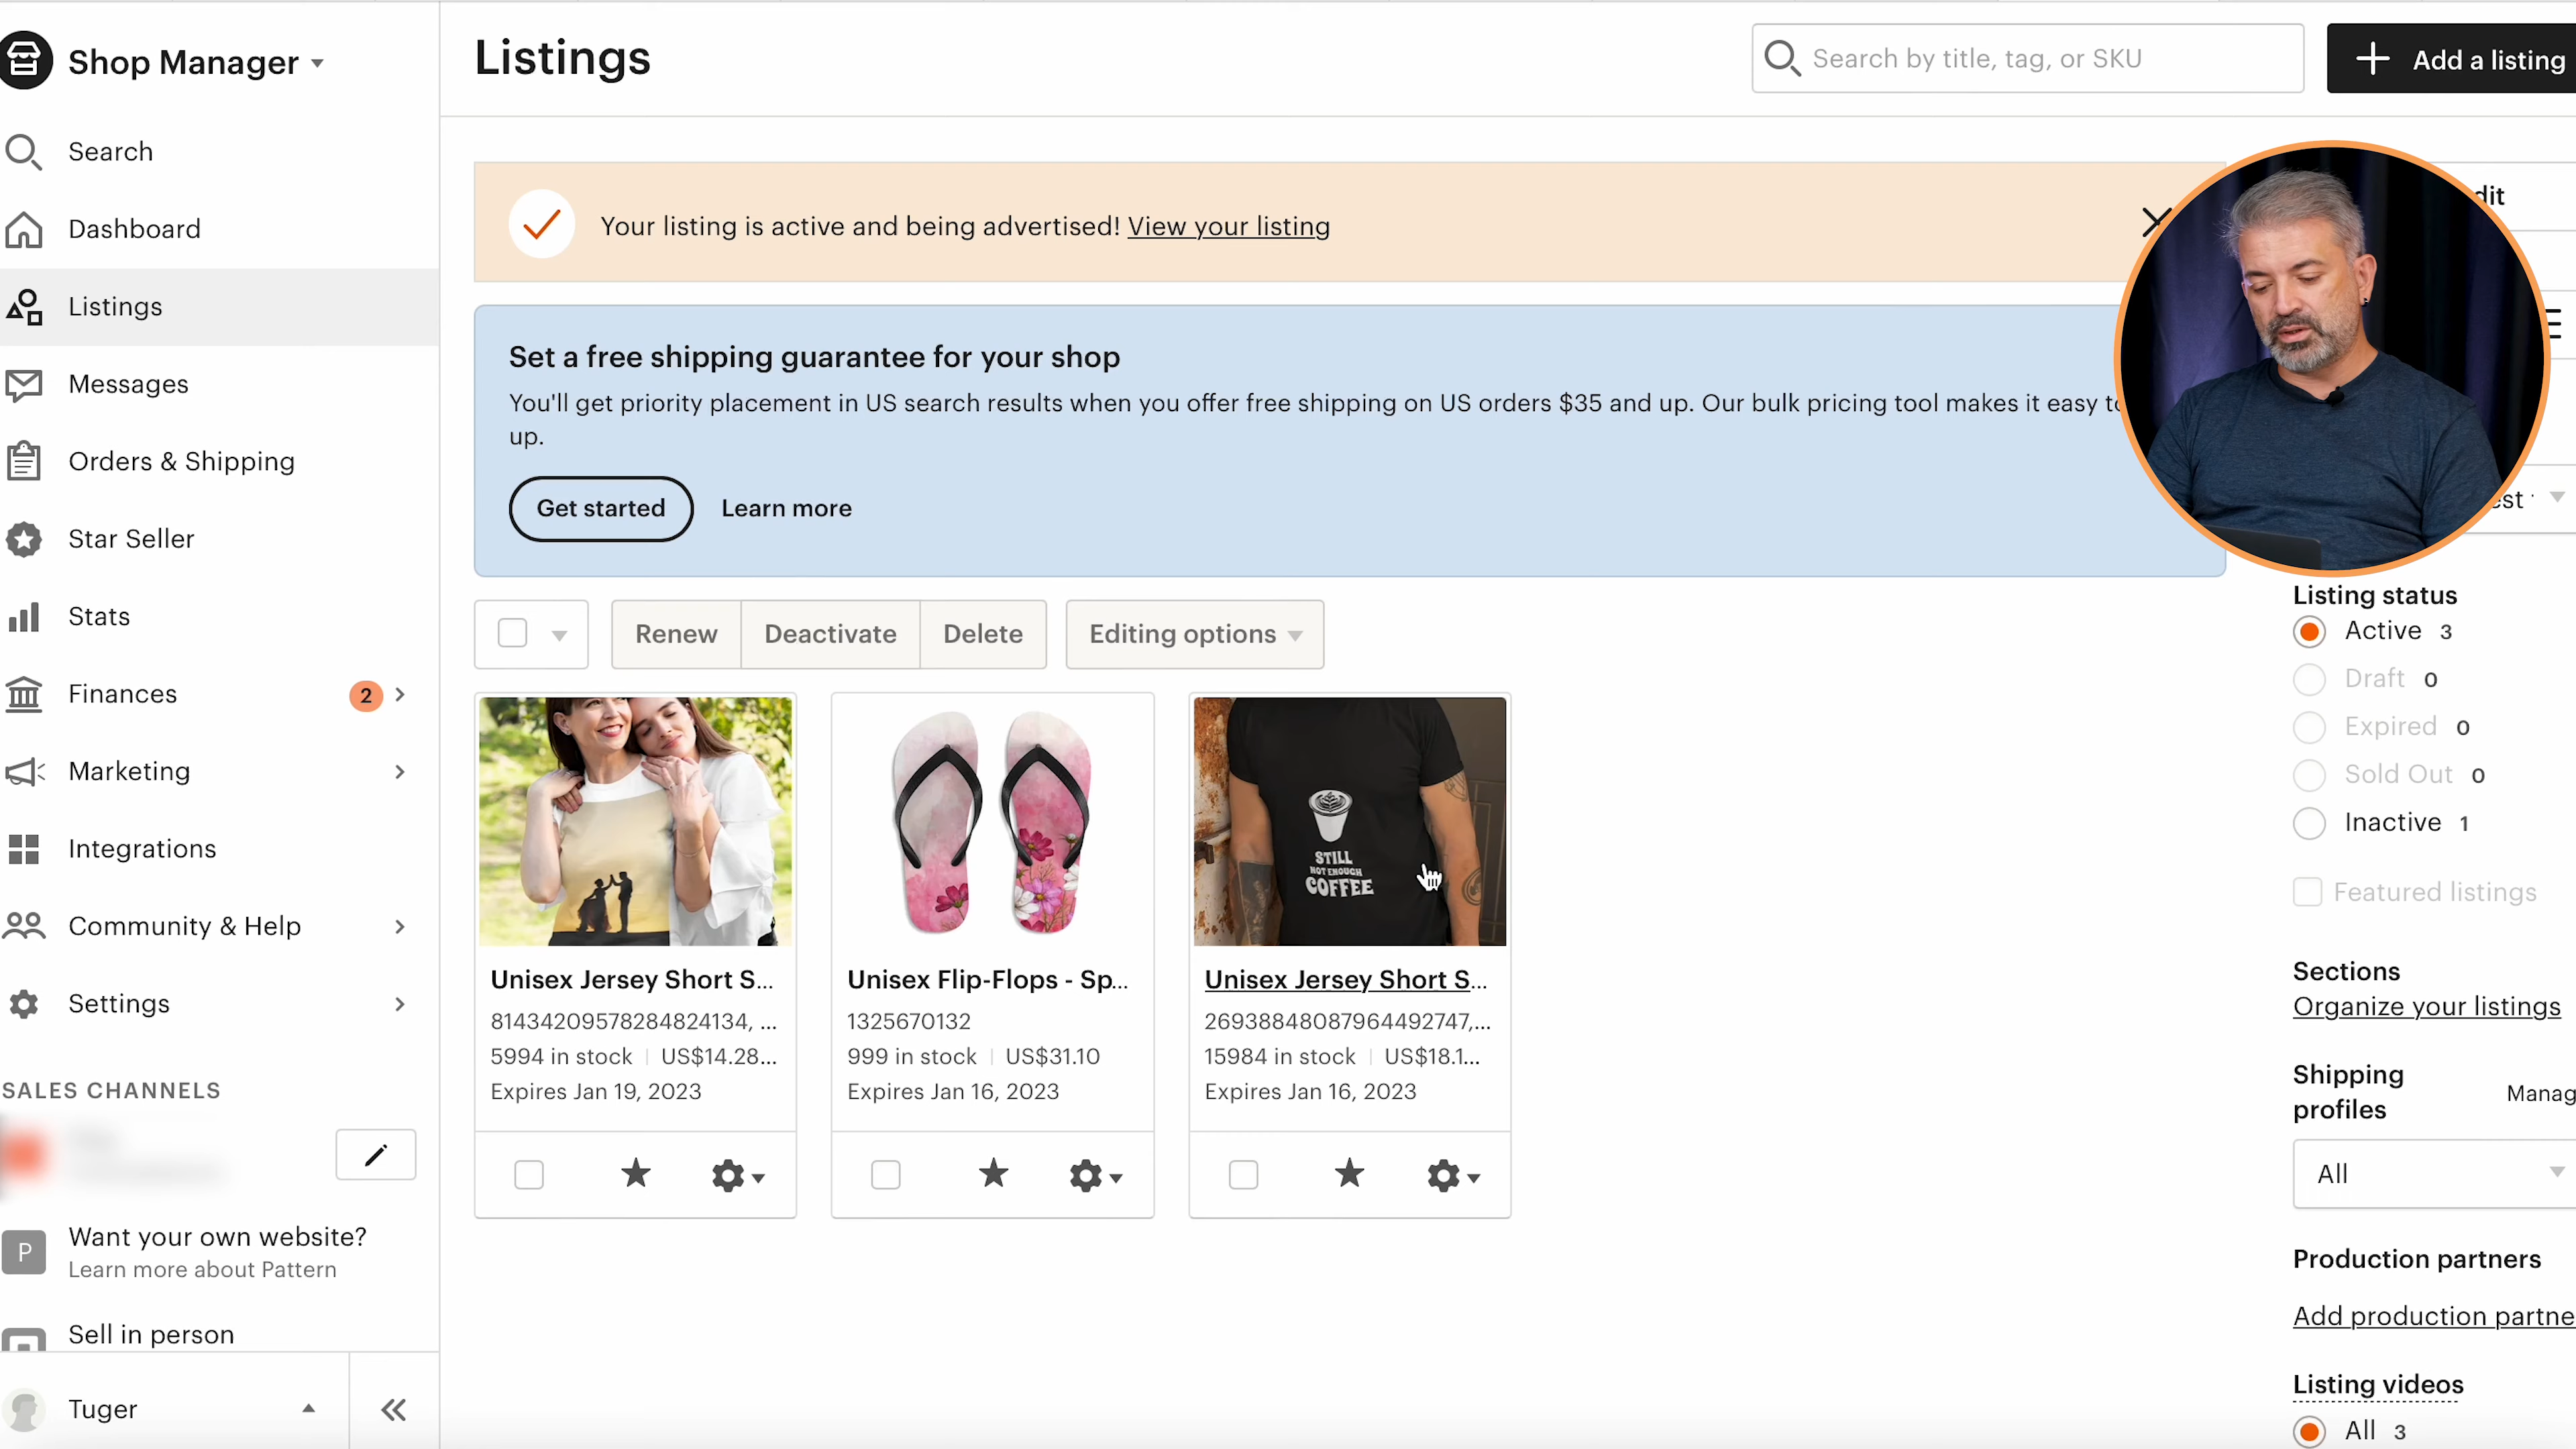 Shop Manager
Search
Dashboard
Listings
Messages
Orders & Shipping
Star Seller
Stats
Finances 2
Marketing
Integrations
Community & Help
Settings
SALES CHANNELS
P
Want your own website?
Learn more about Pattern
Sell in person
Tuger
Listings
Search by title, tag, or SKU
Add a listing
Your listing is active and being advertised! View your listing
Set a free shipping guarantee for your shop
You'll get priority placement in US search results when you offer free shipping on US orders $35 and up. Our bulk pricing tool makes it easy
up.
Get started Learn more
Renew Deactivate Delete Editing options
STILL
NOT ENOUGH
COFFEE
Unisex Jersey Short S...
81434209578284824134, ...
5994 in stock US$14.28...
Expires Jan 19, 2023
Unisex Flip-Flops - Sp...
1325670132
999 in stock US$31.10
Expires Jan 16, 2023
Unisex Jersey Short S...
26938848087964492747,...
15984 in stock US$18.1...
Expires Jan 16, 2023
Listing status
Active 3
Draft 0
Expired 0
Sold Out 0
Inactive 1
Featured listings
Sections
Organize your listings
Shipping
profiles
Manag
All
Production partners
Add production partne
Listing videos
All 3